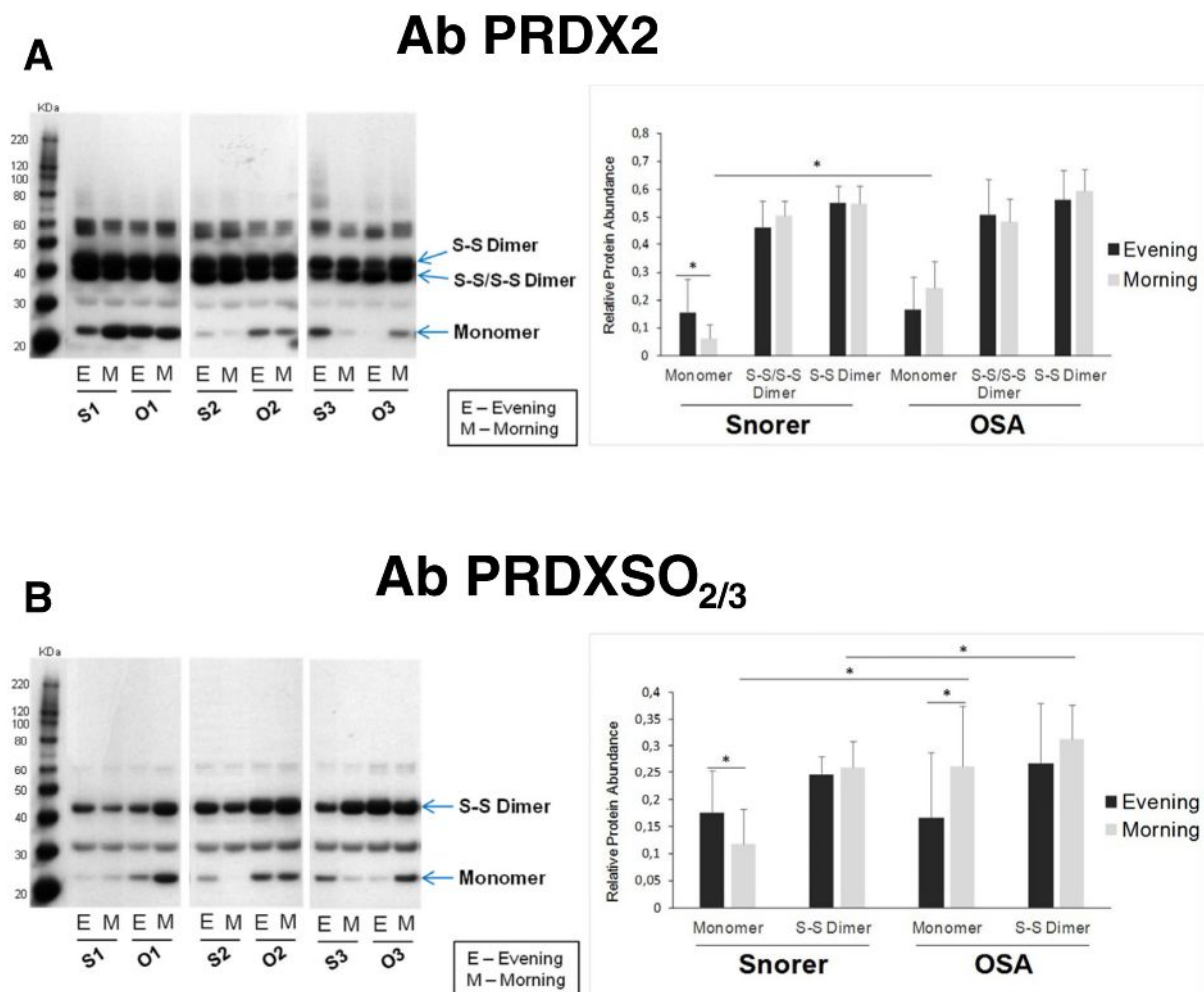 Ab PRDX2
A
KDa
220
120
100
80
60
50
40
30
20
S-S Dimer
S-S/S-S Dimer
Monomer
E M E M E M E M E M E M
S1 O1 S2 O2 S3 O3
E – Evening
M – Morning
Relative Protein Abundance
0,8
0,7
0,6
0,5
0,4
0,3
0,2
0,1
0
*
*
Monomer S-S/S-S Dimer S-S Dimer Monomer S-S/S-S Dimer S-S Dimer
Snorer OSA
Evening
Morning
Ab PRDXSO2/3
B
KDa
220
120
100
80
60
50
40
30
20
S-S Dimer
Monomer
E M E M E M E M E M E M
S1 O1 S2 O2 S3 O3
E – Evening
M – Morning
Relative Protein Abundance
0,4
0,35
0,3
0,25
0,2
0,15
0,1
0,05
0
*
*
*
*
Monomer S-S Dimer Monomer S-S Dimer
Snorer OSA
Evening
Morning